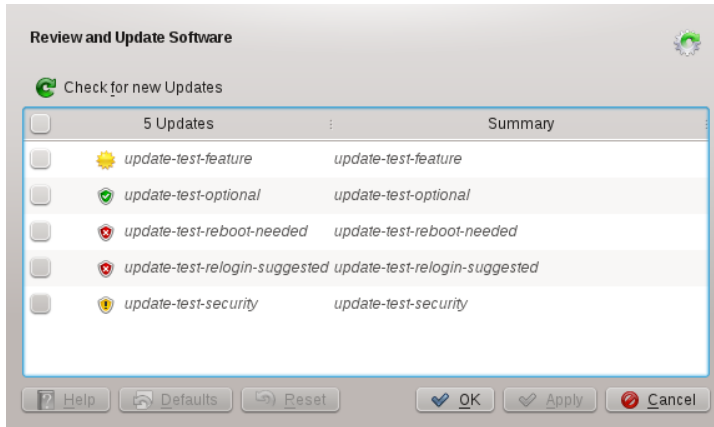 Review and Update Software
Check for new Updates
5 Updates Summary
update-test-feature update-test-feature
update-test-optional update-test-optional
update-test-reboot-needed update-test-reboot-needed
update-test-relogin-suggested update-test-relogin-suggested
update-test-security update-test-security
Help Defaults Reset OK Apply Cancel